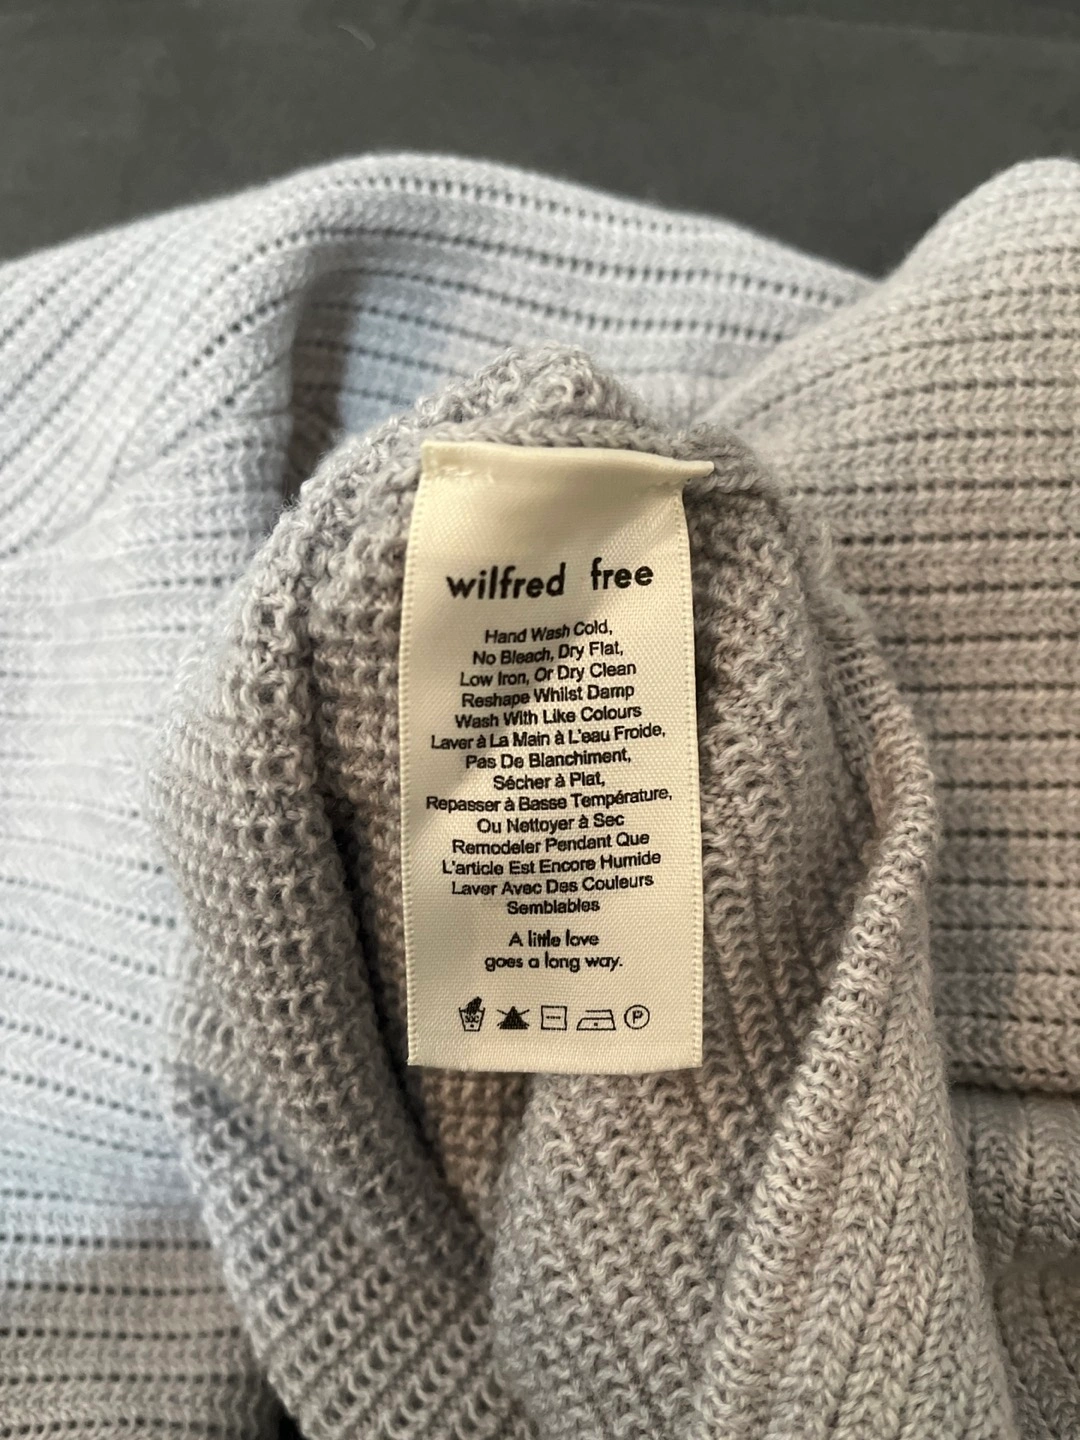 wilfred free
Hand Wash Cold,
No Bleach, Dry Flat,
Low Iron, Or Dry Clean
Reshape Whilst Damp
Wash With Like Colours
Laver à La Main à L'eau Froide,
Pas De Blanchiment,
Sécher à Plat,
Repasser à Basse Température,
Ou Nettoyer à Sec
Remodeler Pendant Que
L'article Est Encore Humide
Laver Avec Des Couleurs
Semblables
A little love
goes a long way.
P